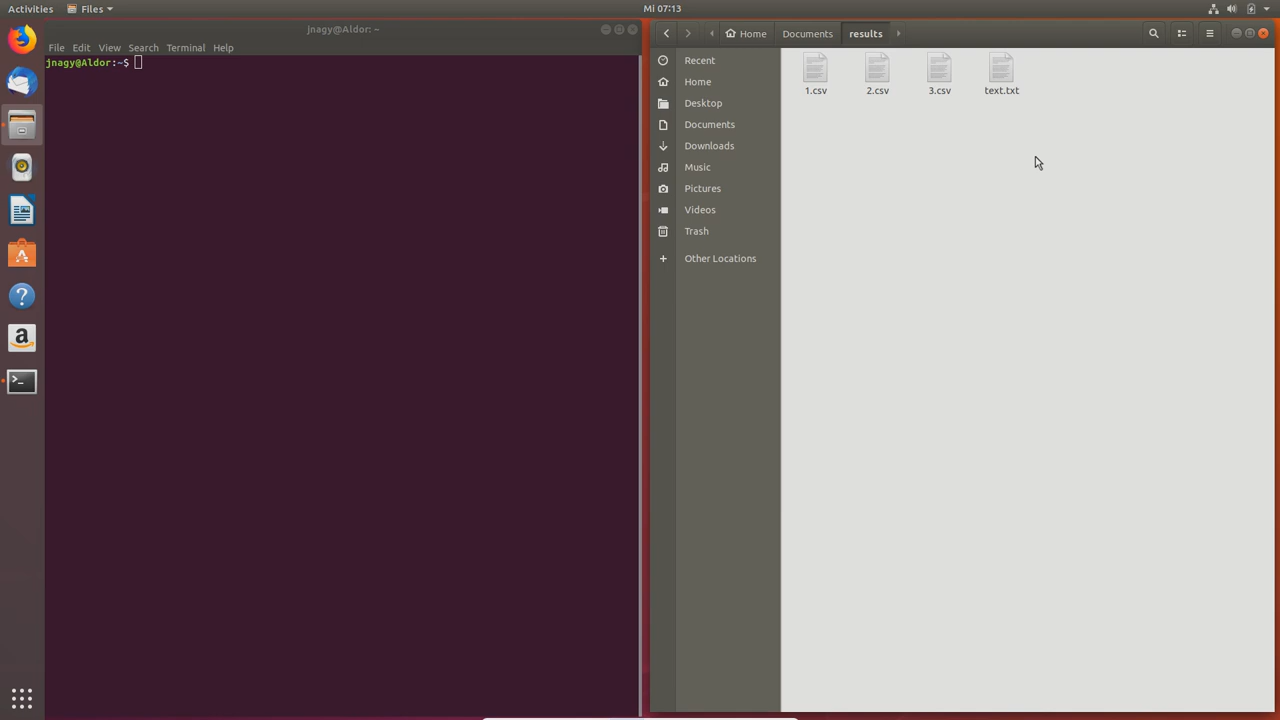 Activities
Files
Mi 07:13
jnagy@Aldor: ~
File Edit View Search Terminal Help
jnagy@Aldor:~$
Home
Documents
results
Recent
Home
Desktop
Documents
Downloads
Music
Pictures
Videos
Trash
Other Locations
1.csv
2.csv
3.csv
text.txt